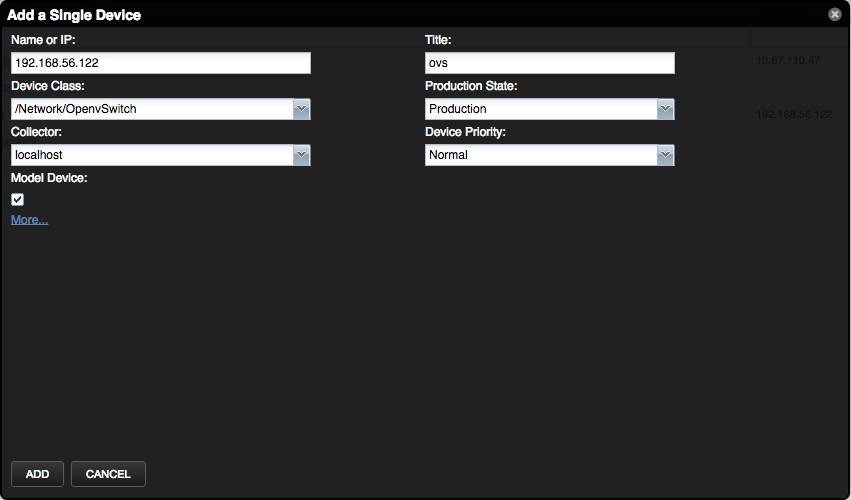 Add a Single Device
Name or IP: Title:
192.168.56.122 ovs
10.87.110.47
Device Class: Production State:
/Network/OpenvSwitch Production
192.168.56.122
Collector: Device Priority:
localhost Normal
Model Device:
More...
ADD CANCEL